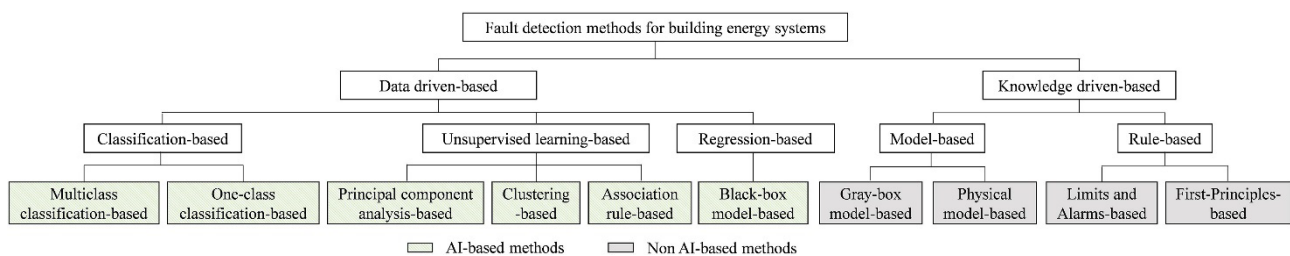 Fault detection methods for building energy systems
Data driven-based
Knowledge driven-based
Classification-based
Unsupervised learning-based
Regression-based
Model-based
Rule-based
Multiclass
classification-based
One-class
classification-based
Principal component
analysis-based
Clustering
-based
Association
rule-based
Black-box
model-based
Gray-box
model-based
Physical
model-based
Limits and
Alarms-based
First-Principles-
based
AI-based methods
Non AI-based methods